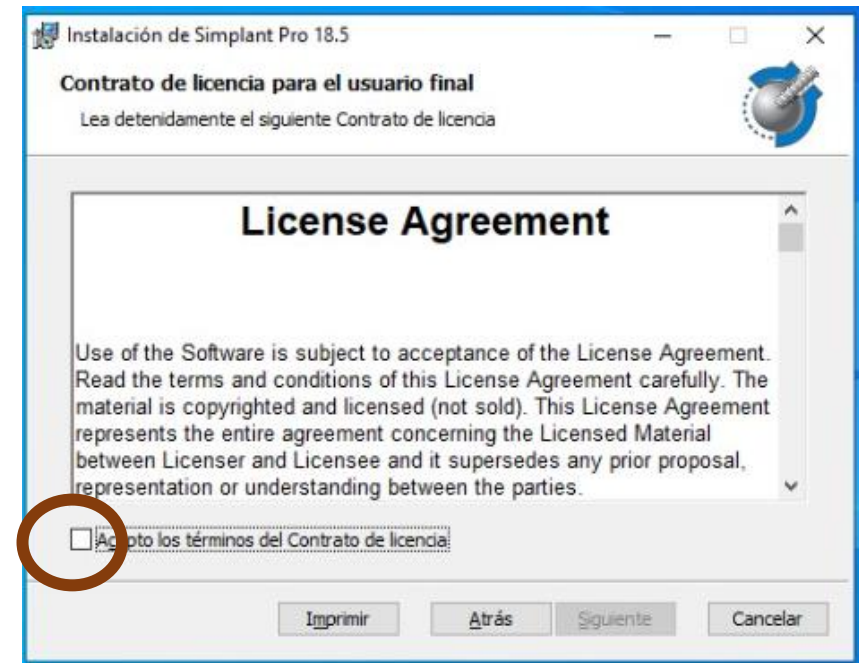 Instalación de Simplant Pro 18.5
Contrato de licencia para el usuario final
Lea detenidamente el siguiente Contrato de licencia
License Agreement
Use of the Software is subject to acceptance of the License Agreement.
Read the terms and conditions of this License Agreement carefully. The
material is copyrighted and licensed (not sold). This License Agreement
represents the entire agreement concerning the Licensed Material
between Licenser and Licensee and it supersedes any prior proposal,
representation or understanding between the parties.
Acepto los términos del Contrato de licencia
Imprimir
Atrás
Siguiente
Cancelar